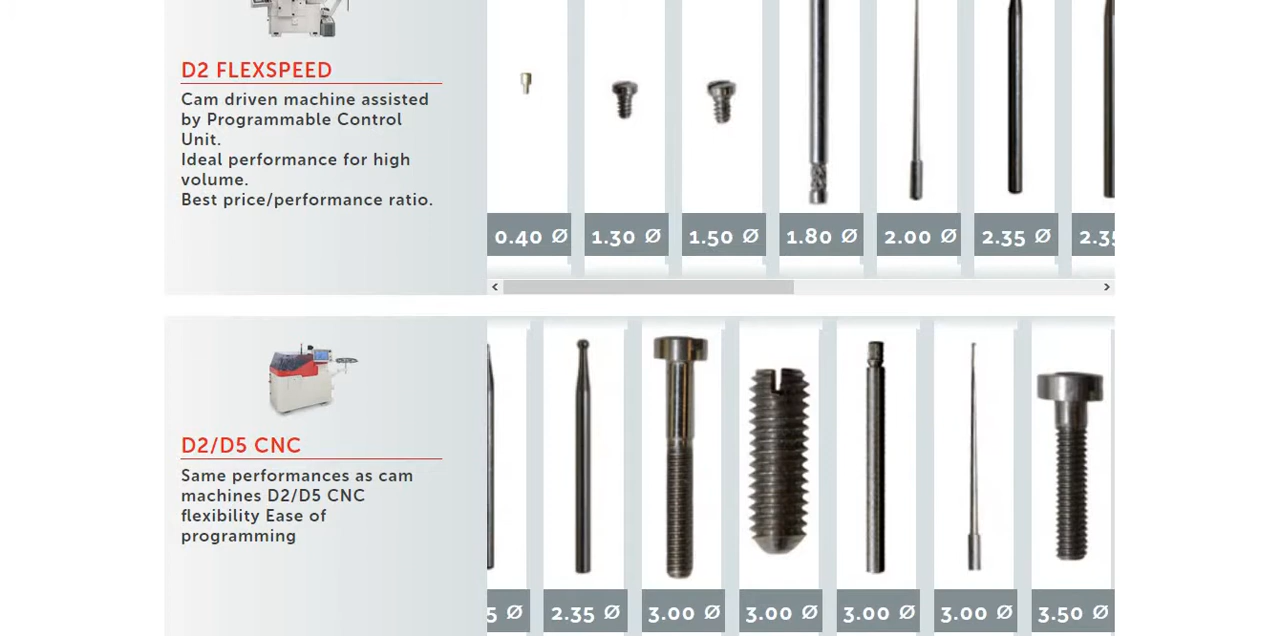 D2 FLEXSPEED
Cam driven machine assisted
by Programmable Control
Unit.
Ideal performance for high
volume.
Best price/performance ratio.
0.40 Ø
1.30 Ø
1.50 Ø
1.80 Ø
2.00 Ø
2.35 Ø
2.35
D2/D5 CNC
Same performances as cam
machines D2/D5 CNC
flexibility Ease of
programming
5 Ø
2.35 Ø
3.00 Ø
3.00 Ø
3.00 Ø
3.00 Ø
3.50 Ø